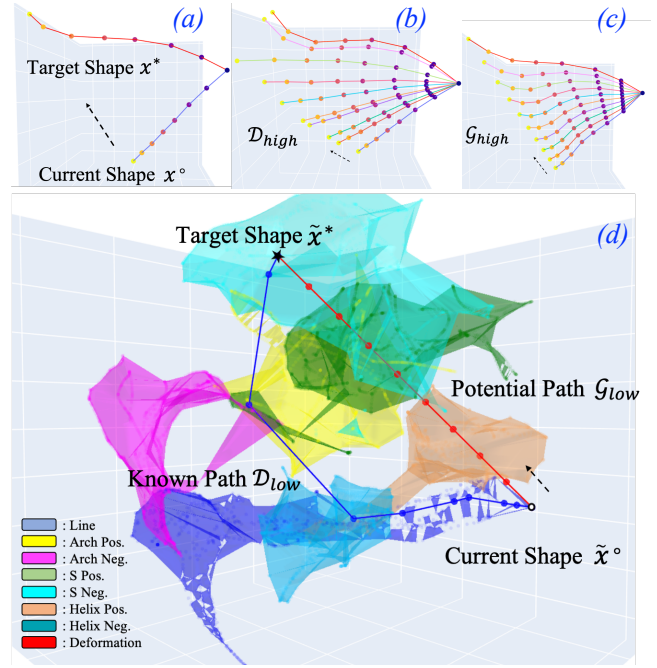 (a)
Target Shape x*
Current Shape x°
(b)
𝒟high
(c)
𝒢high
(d)
Target Shape x̃*
Potential Path 𝒢low
Known Path 𝒟low
Current Shape x̃°
: Line
: Arch Pos.
: Arch Neg.
: S Pos.
: S Neg.
: Helix Pos.
: Helix Neg.
: Deformation